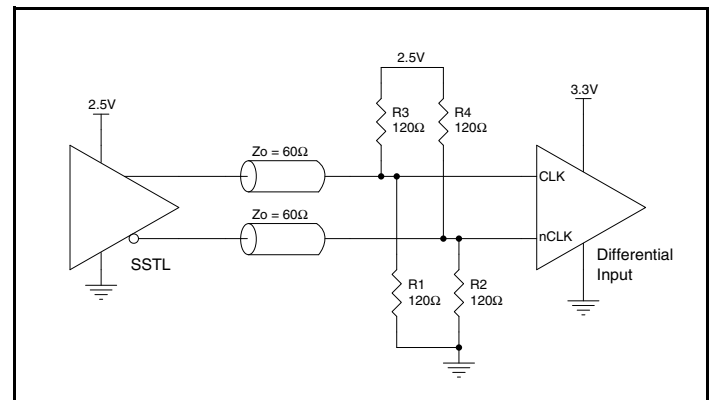 2.5V
2.5V
3.3V
R3
120Ω
R4
120Ω
Zo = 60Ω
CLK
Zo = 60Ω
nCLK
SSTL
Differential
Input
R1
120Ω
R2
120Ω